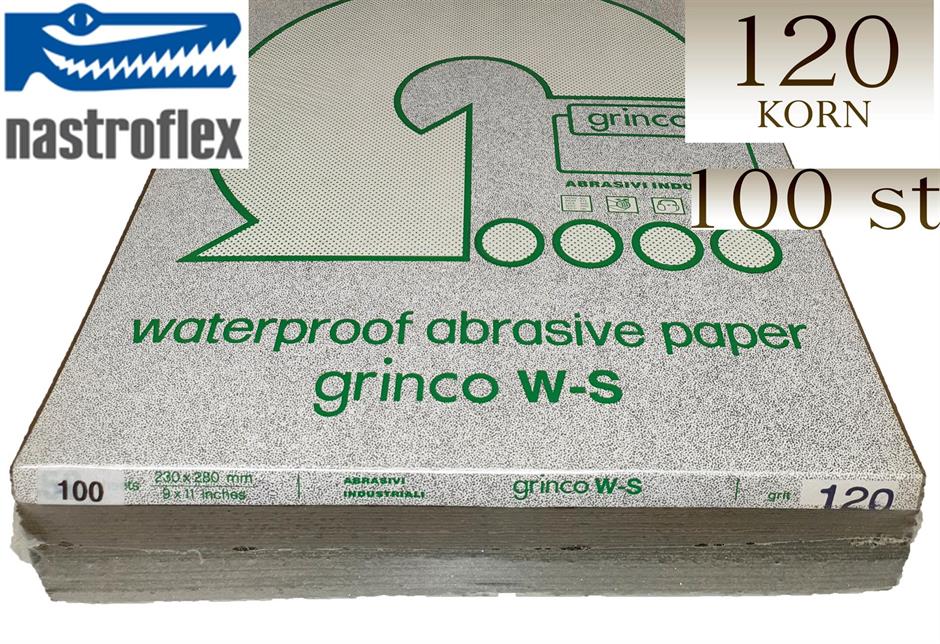 nastroflex
120
KORN
100 st
grinco
ABRASIVI
waterproof abrasive paper
grinco W-S
100
230 x 280 mm
9 x 11 inches
ABRASIVI
INDUSTRIALI
grinco W-S
grit 120